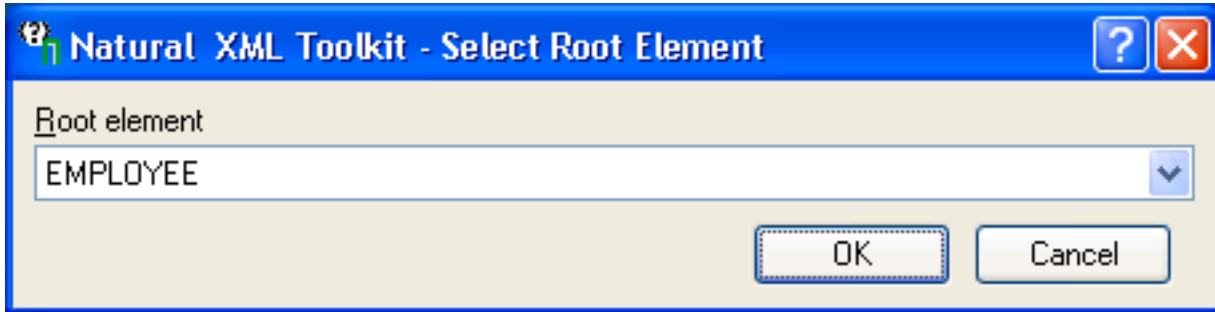 Natural XML Toolkit - Select Root Element
Root element
EMPLOYEE
OK Cancel